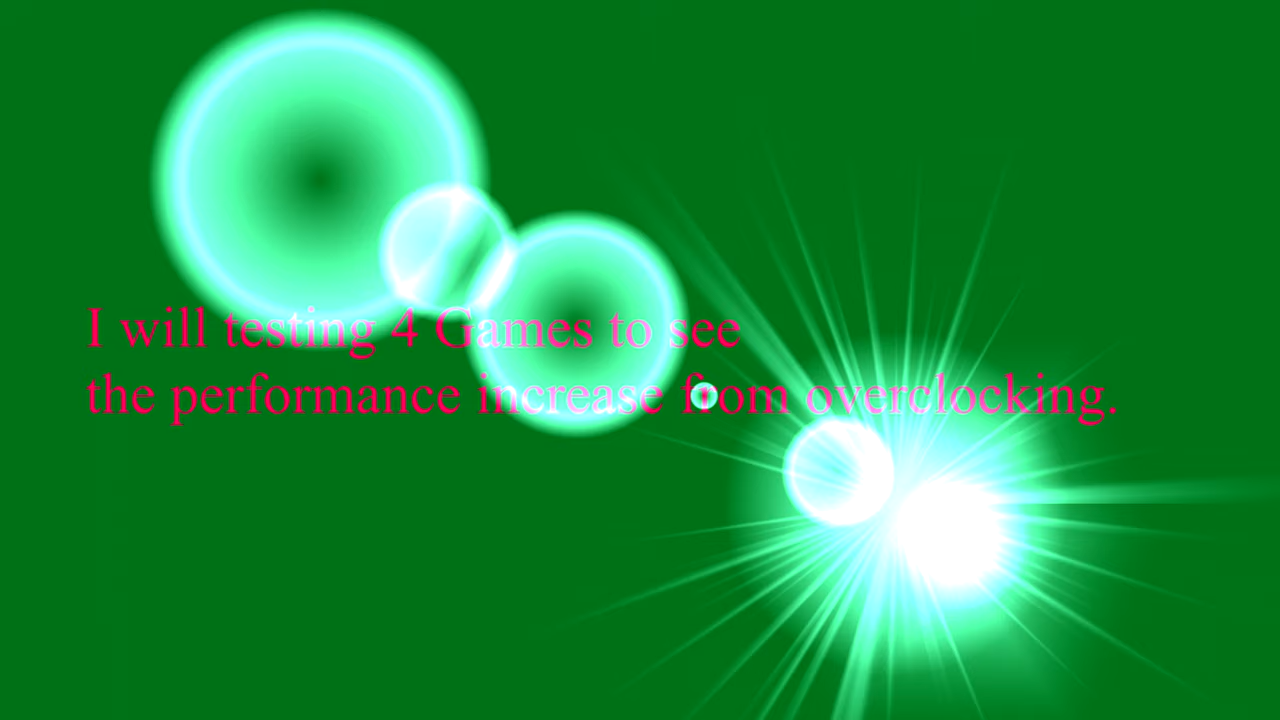 I will testing 4 Games to see
the performance increase from overclocking.